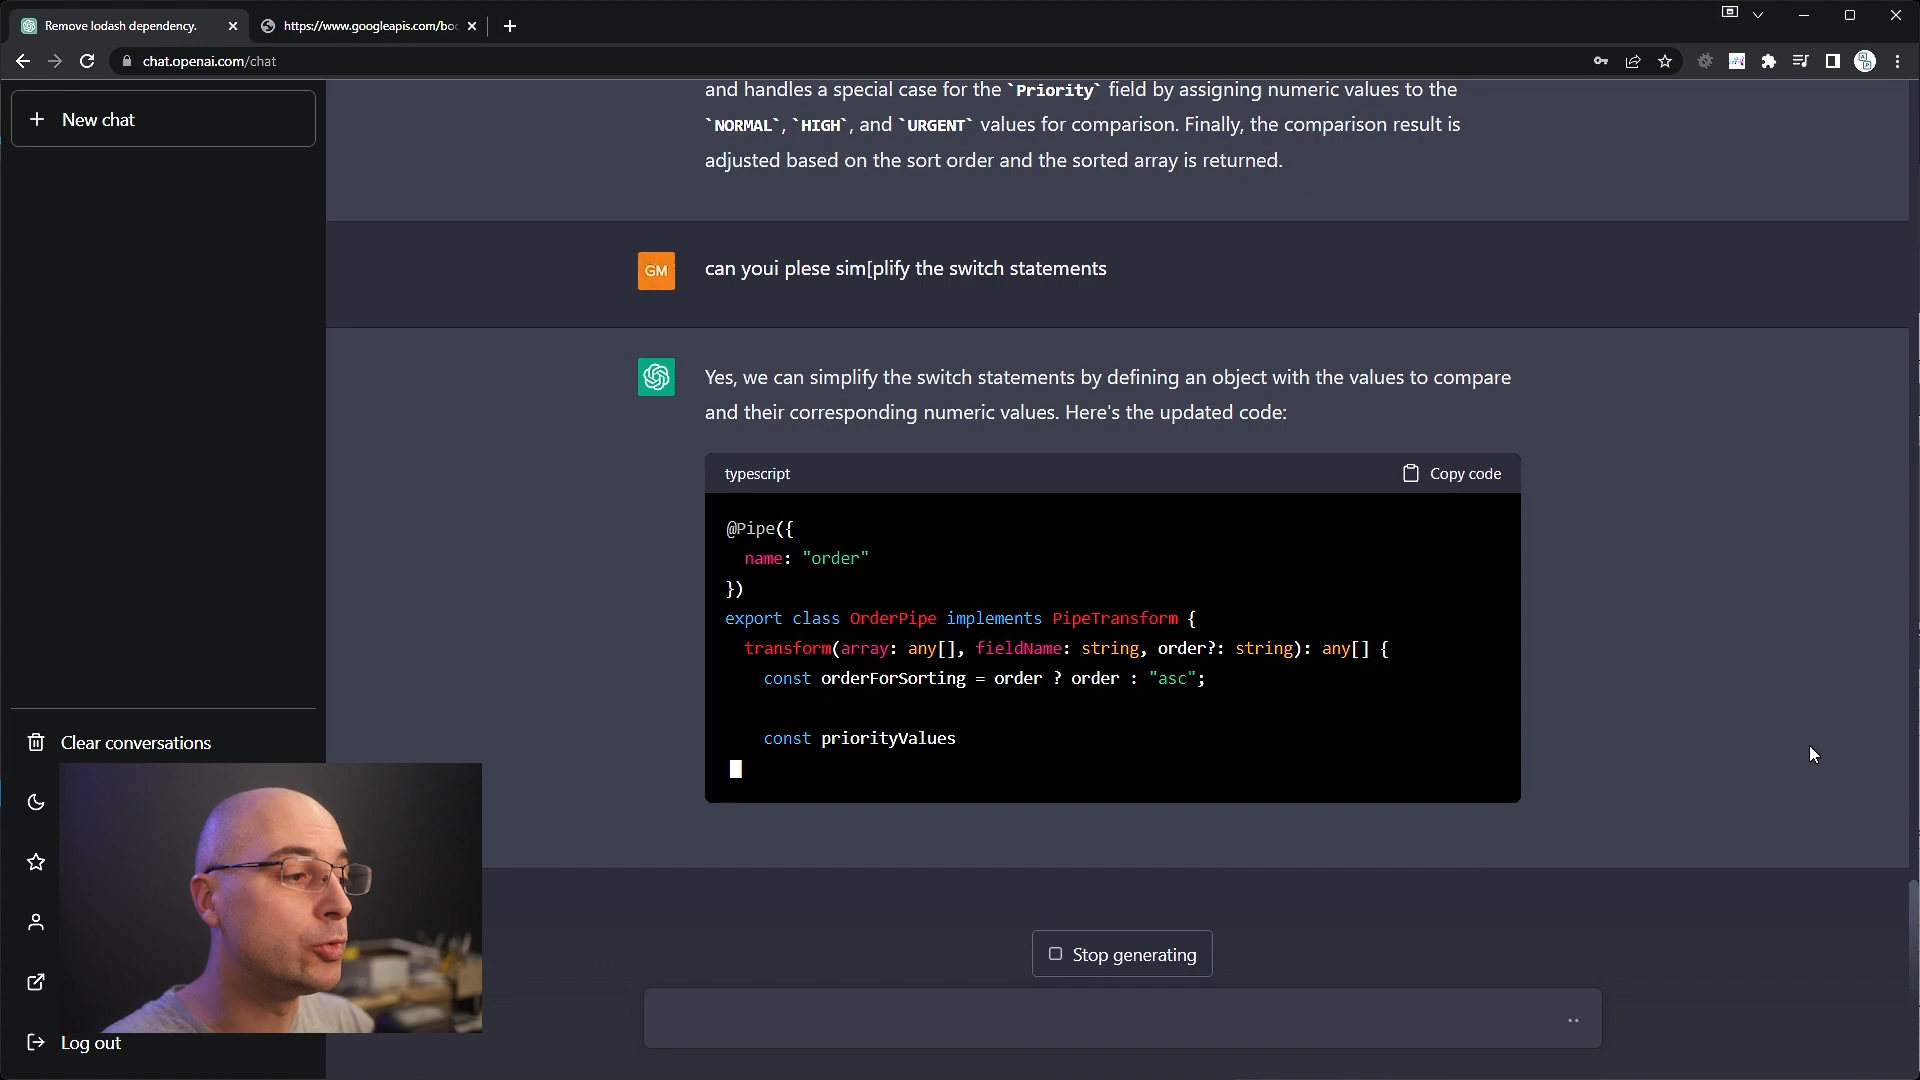 Remove lodash dependency.
https://www.googleapis.com/boo
chat.openai.com/chat
New chat
and handles a special case for the `Priority` field by assigning numeric values to the
`NORMAL`, `HIGH`, and `URGENT` values for comparison. Finally, the comparison result is
adjusted based on the sort order and the sorted array is returned.
GM
can youi plese sim[plify the switch statements
Yes, we can simplify the switch statements by defining an object with the values to compare
and their corresponding numeric values. Here's the updated code:
typescript
Copy code
@Pipe({
name: "order"
})
export class OrderPipe implements PipeTransform {
transform(array: any[], fieldName: string, order?: string): any[] {
const orderForSorting = order ? order : "asc";
const priorityValues
Clear conversations
Log out
Stop generating